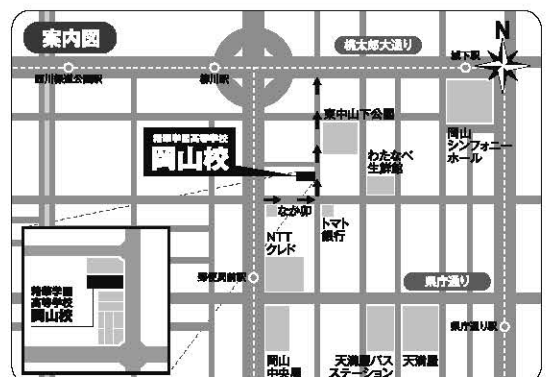 案内図
N
桃太郎大通り
城下駅
西川緑道公園駅
柳川駅
東中山下公園
岡山
シンフォニー
ホール
精華学園高等学校
岡山校
わたなべ
生鮮館
なか卯
トマト
銀行
NTT
クレド
郵便局前駅
県庁通り
精華学園
高等学校
岡山校
県庁通り駅
岡山
中央局
天満屋バス
ステーション
天満屋